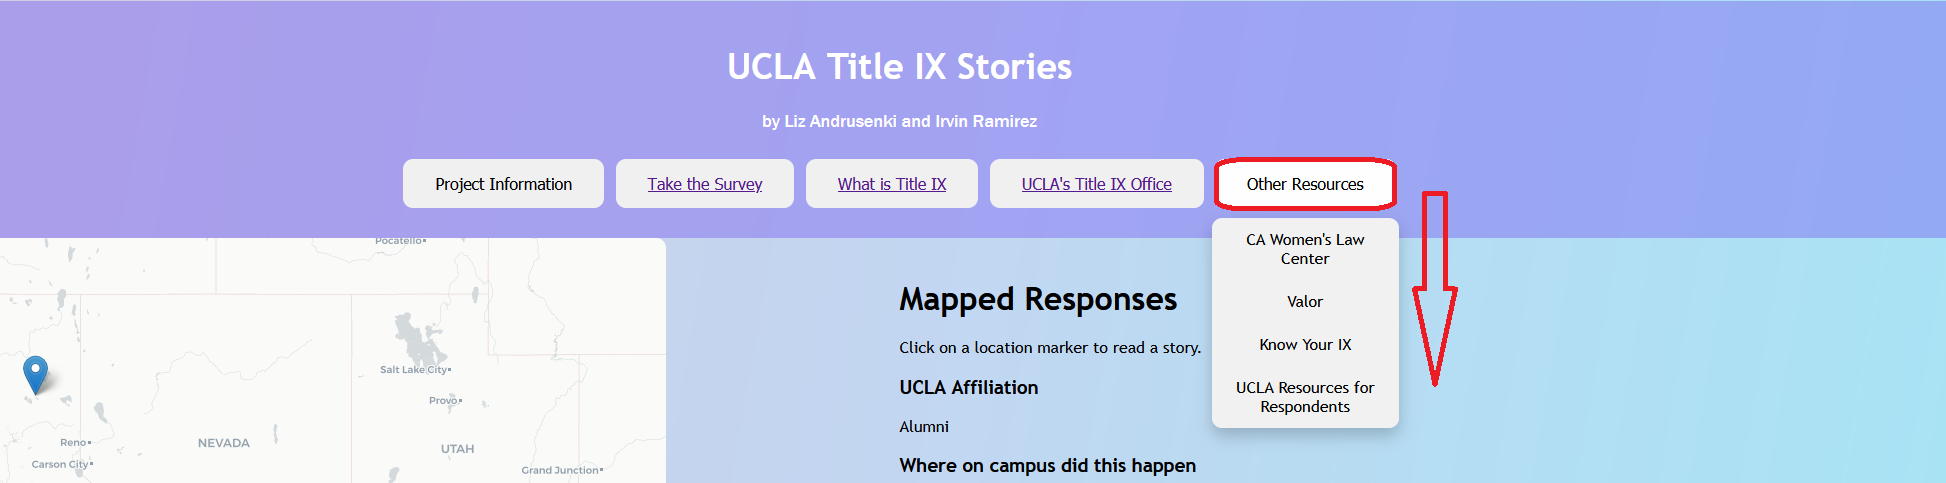 UCLA Title IX Stories
by Liz Andrusenki and Irvin Ramirez
Project Information
Take the Survey
What is Title IX
UCLA's Title IX Office
Other Resources
CA Women's Law
Center
Valor
Know Your IX
UCLA Resources for
Respondents
Pocatello
Salt Lake City
Provo
Reno
NEVADA
UTAH
Carson City
Grand Junction
Mapped Responses
Click on a location marker to read a story.
UCLA Affiliation
Alumni
Where on campus did this happen